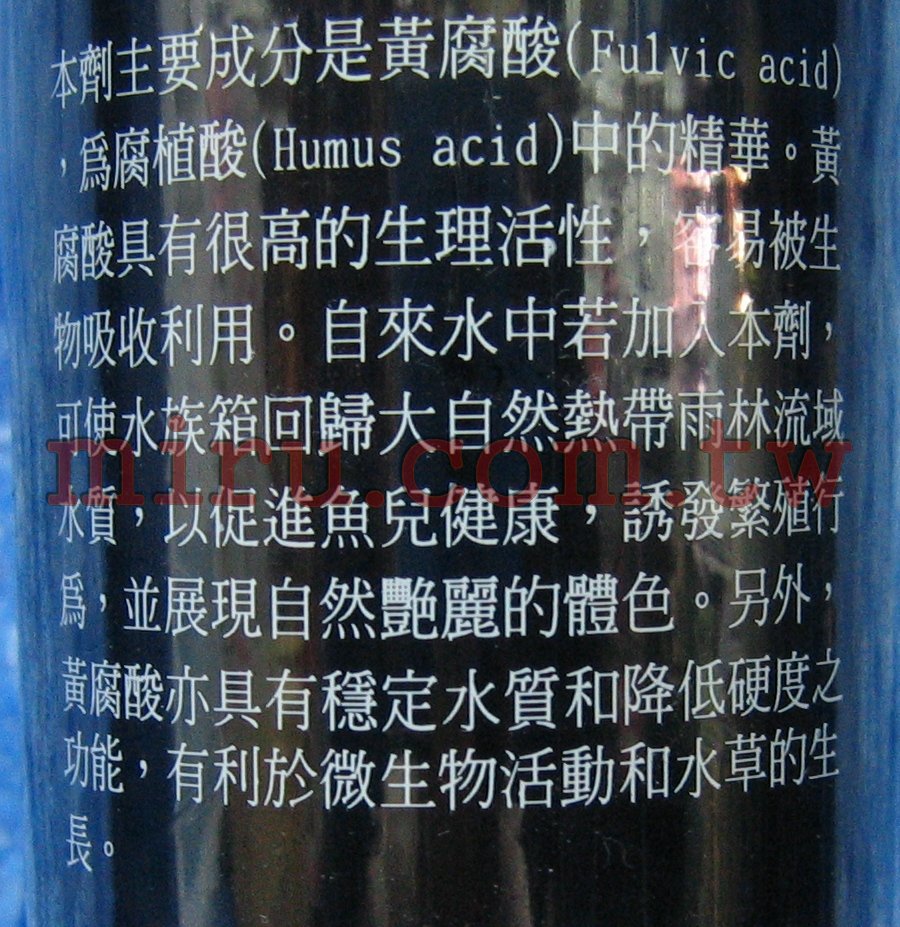 本劑主要成分是黃腐酸(Fulvic acid)
，爲腐植酸(Humus acid)中的精華。黃
腐酸具有很高的生理活性，容易被生
物吸收利用。自來水中若加入本劑，
可使水族箱回歸大自然熱帶雨林流域
miru.com.tw
水質，以促進魚兒健康，誘發繁殖行
爲，並展現自然艷麗的體色。另外，
黃腐酸亦具有穩定水質和降低硬度之
功能，有利於微生物活動和水草的生
長。